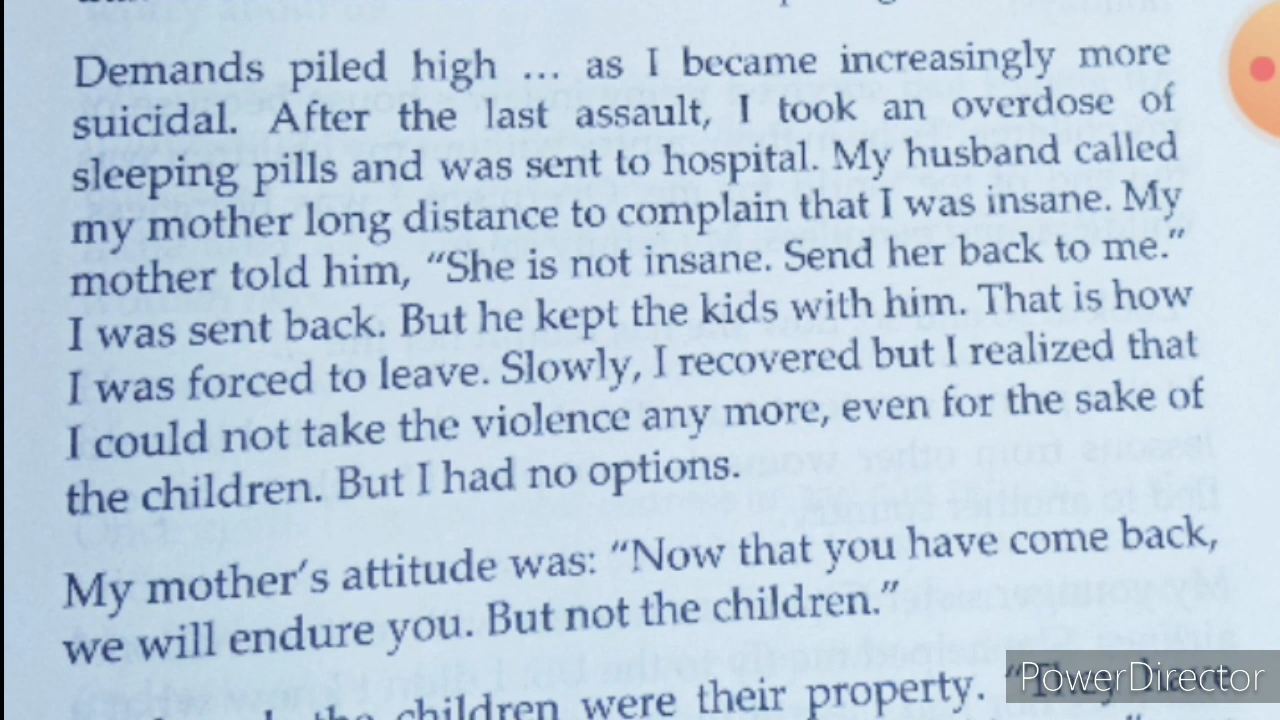 Demands piled high ... as I became increasingly more
suicidal. After the last assault, I took an overdose of
sleeping pills and was sent to hospital. My husband called
my mother long distance to complain that I was insane. My
mother told him, “She is not insane. Send her back to me.”
I was sent back. But he kept the kids with him. That is how
I was forced to leave. Slowly, I recovered but I realized that
I could not take the violence any more, even for the sake of
the children. But I had no options.
My mother’s attitude was: “Now that you have come back,
we will endure you. But not the children.”
children were their property. “They have
PowerDirector